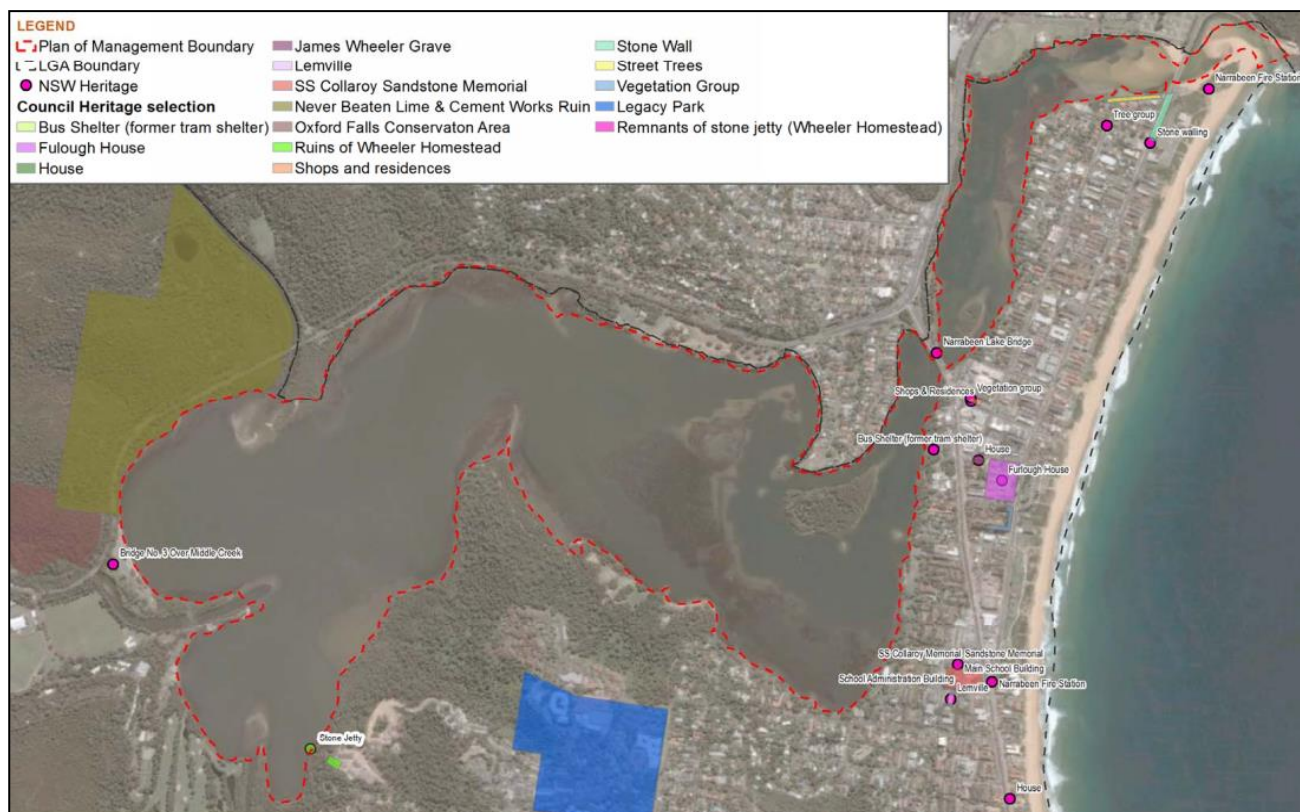 LEGEND
Plan of Management Boundary
LGA Boundary
NSW Heritage
Council Heritage selection
Bus Shelter (former tram shelter)
Fulough House
House
James Wheeler Grave
Lemville
SS Collaroy Sandstone Memorial
Never Beaten Lime & Cement Works Ruin
Oxford Falls Conservaton Area
Ruins of Wheeler Homestead
Shops and residences
Stone Wall
Street Trees
Vegetation Group
Legacy Park
Remnants of stone jetty (Wheeler Homestead)
Narrabeen Fire Station
Tree group
Stone walling
Narrabeen Lake Bridge
Shops & Residences
Vegetation group
Bus Shelter (former tram shelter)
House
Furlough House
Bridge No. 3 Over Middle Creek
SS Collaroy Memorial Sandstone Memorial
Main School Building
School Administration Building
Narrabeen Fire Station
Lemville
Stone Jetty
House